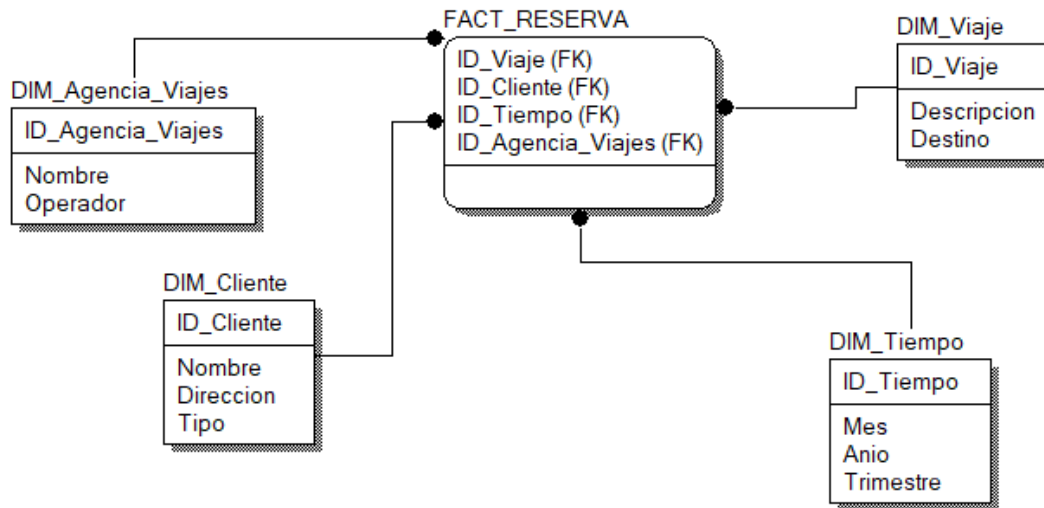 FACT_RESERVA
ID_Viaje (FK)
ID_Cliente (FK)
ID_Tiempo (FK)
ID_Agencia_Viajes (FK)
DIM_Viaje
ID_Viaje
Descripcion
Destino
DIM_Agencia_Viajes
ID_Agencia_Viajes
Nombre
Operador
DIM_Cliente
ID_Cliente
Nombre
Direccion
Tipo
DIM_Tiempo
ID_Tiempo
Mes
Anio
Trimestre